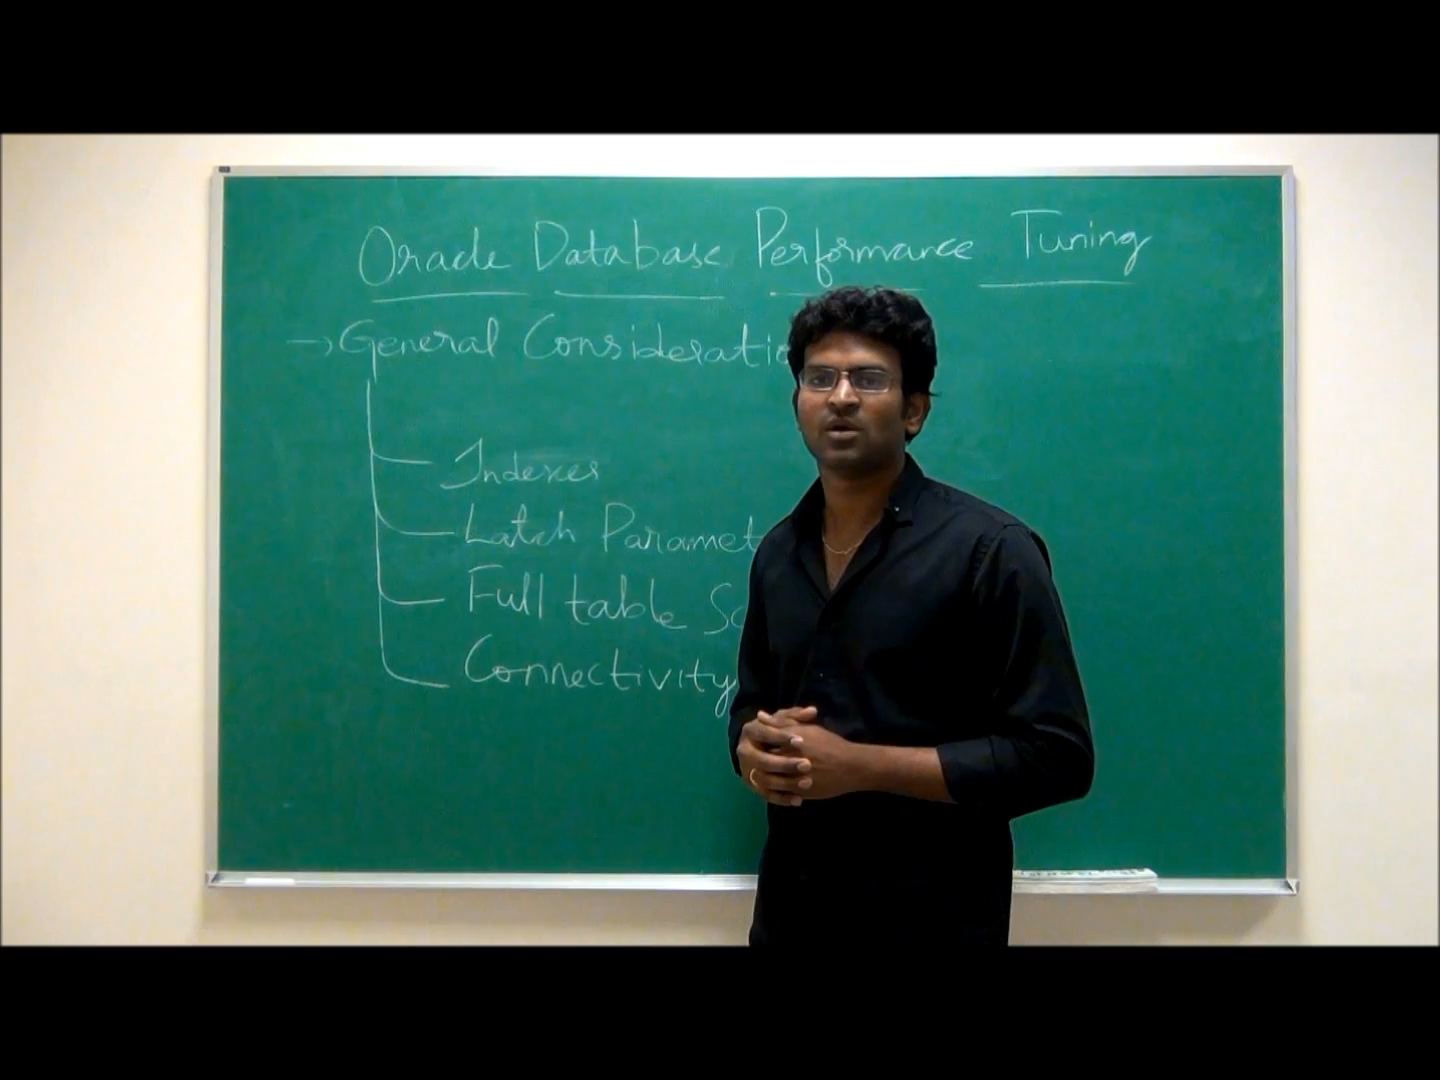 Oracle Database Performance Tuning
→ General Consideratio
Indexes
Latch Paramet
Full table Sc
Connectivity